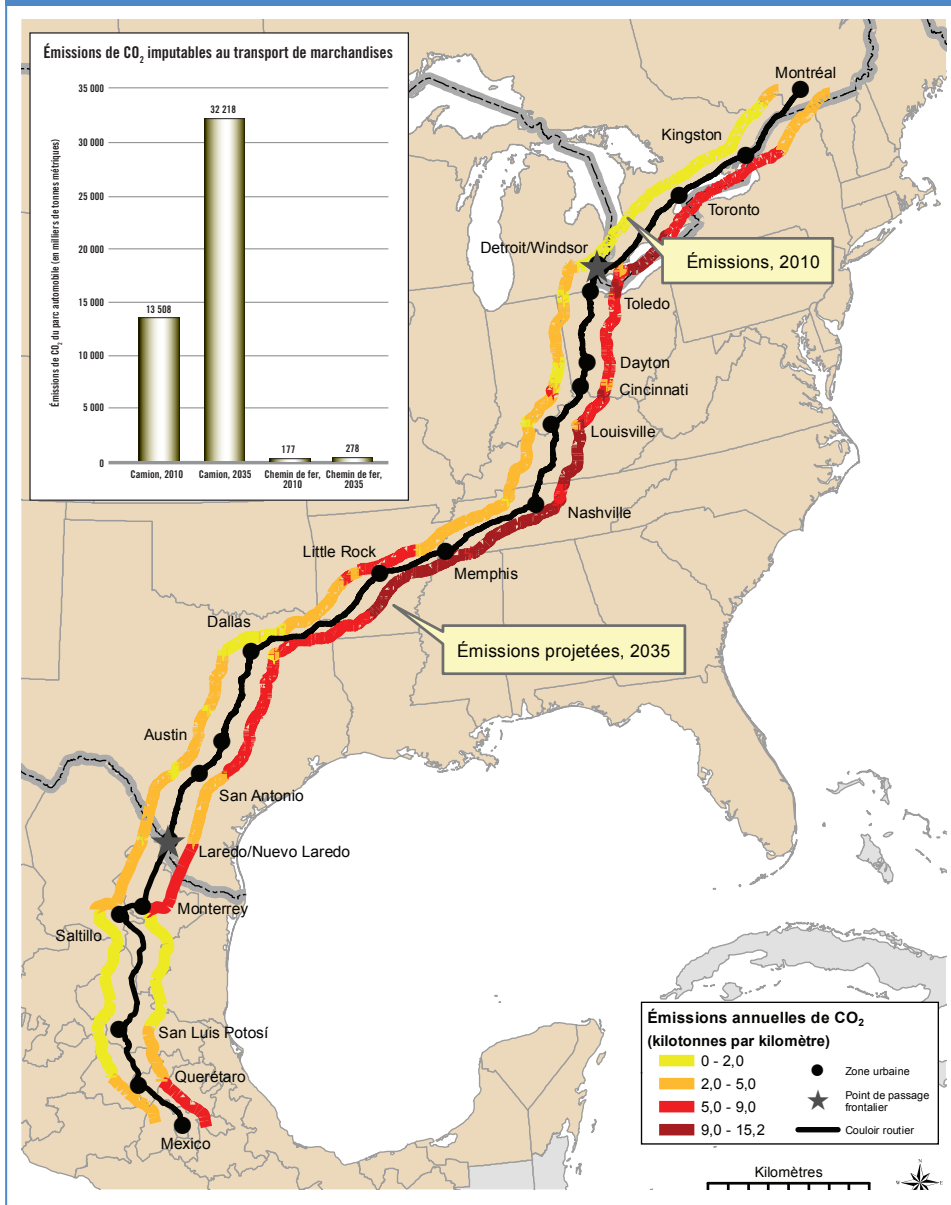 Émissions de CO2 imputables au transport de marchandises
Émissions de CO2 du parc automobile (en milliers de tonnes métriques)
35 000
30 000
25 000
20 000
15 000
10 000
5 000
0
13 508
32 218
177
278
Camion, 2010
Camion, 2035
Chemin de fer,
2010
Chemin de fer,
2035
Montréal
Kingston
Toronto
Detroit/Windsor
Émissions, 2010
Toledo
Dayton
Cincinnati
Louisville
Nashville
Little Rock
Memphis
Dallas
Émissions projetées, 2035
Austin
San Antonio
Laredo/Nuevo Laredo
Monterrey
Saltillo
San Luis Potosí
Querétaro
Mexico
Émissions annuelles de CO2
(kilotonnes par kilomètre)
0 - 2,0
2,0 - 5,0
5,0 - 9,0
9,0 - 15,2
Zone urbaine
Point de passage
frontalier
Couloir routier
Kilomètres
N
W
E